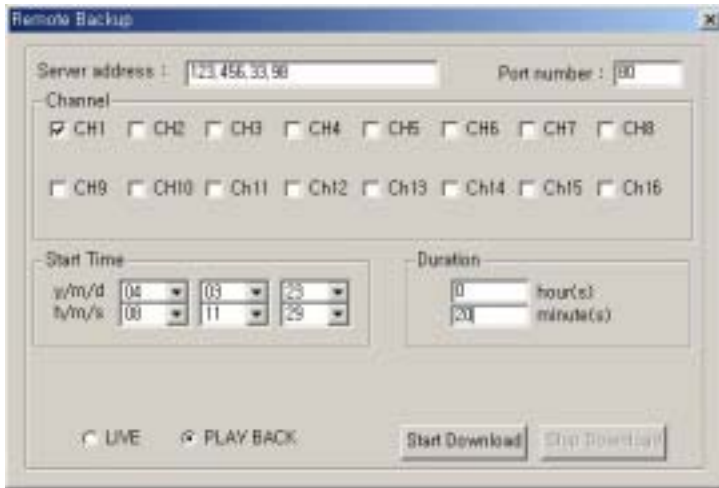 Remote Backup
Server address : 123,456,33,98 Port number : 80
Channel
CH1 CH2 CH3 CH4 CH5 CH6 CH7 CH8
CH9 CH10 Ch11 Ch12 Ch13 Ch14 Ch15 Ch16
Start Time
y/m/d 04 03 23
h/m/s 08 11 29
Duration
0 hour(s)
20 minute(s)
LIVE PLAY BACK Start Download Stop Download